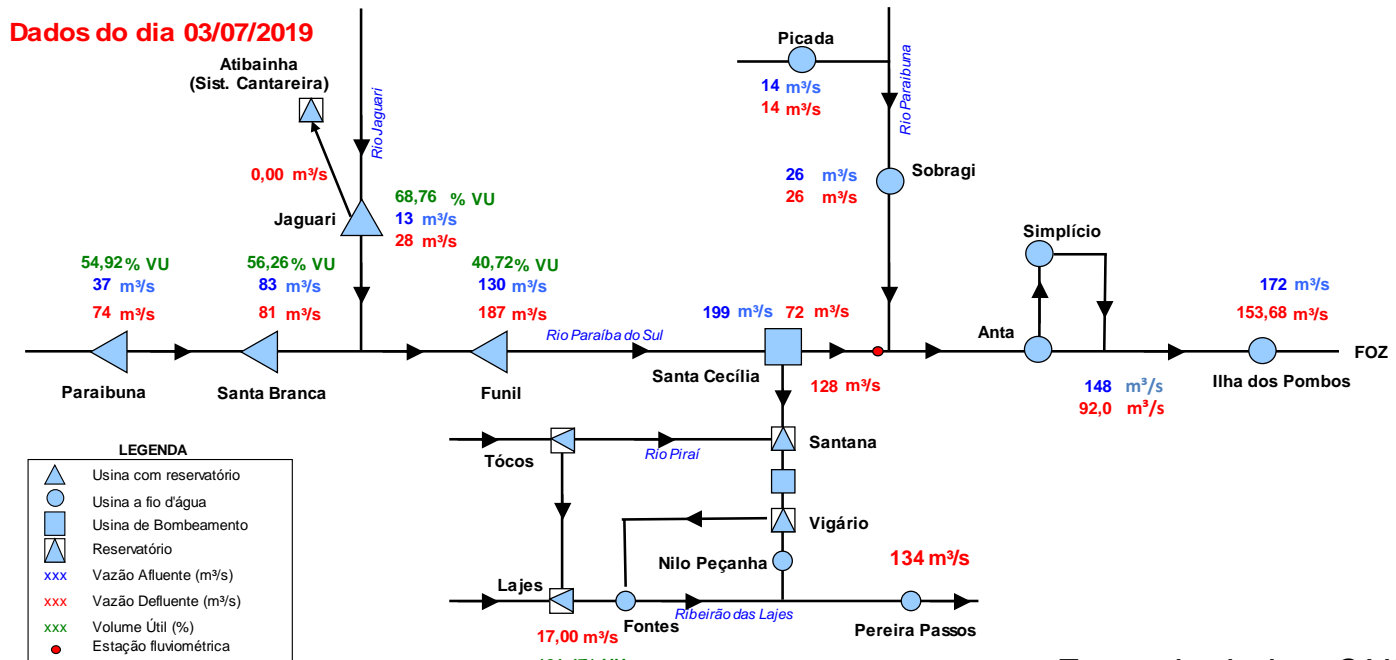 Dados do dia 03/07/2019
Atibainha
(Sist. Cantareira)
Rio Jaguari
0,00 m³/s
Jaguari
68,76 % VU
13 m³/s
28 m³/s
Picada
14 m³/s
14 m³/s
Rio Paraibuna
Sobragi
26 m³/s
26 m³/s
54,92% VU
37 m³/s
74 m³/s
Paraibuna
56,26% VU
83 m³/s
81 m³/s
Santa Branca
40,72% VU
130 m³/s
187 m³/s
Funil
Rio Paraíba do Sul
199 m³/s 72 m³/s
Santa Cecília
128 m³/s
Simplício
Anta
148 m³/s
92,0 m³/s
172 m³/s
153,68 m³/s
Ilha dos Pombos
FOZ
Tócos
Rio Piraí
Santana
Vigário
Nilo Peçanha
134 m³/s
Lajes
17,00 m³/s
Fontes
Ribeirão das Lajes
Pereira Passos
LEGENDA
Usina com reservatório
Usina a fio d'água
Usina de Bombeamento
Reservatório
xxx Vazão Afluente (m³/s)
xxx Vazão Defluente (m³/s)
xxx Volume Útil (%)
Estação fluviométrica